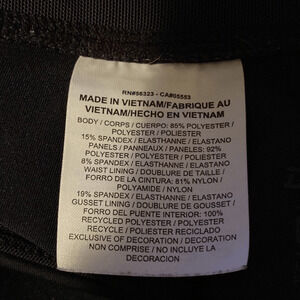 RN#56323 - CA#05553
MADE IN VIETNAM/FABRIQUE AU
VIETNAM/HECHO EN VIETNAM
BODY / CORPS / CUERPO: 85% POLYESTER /
POLYESTER / POLIESTER
15% SPANDEX / ELASTHANNE / ELASTANO
PANELS / PANNEAUX / PANELES: 92%
POLYESTER / POLYESTER / POLIESTER
8% SPANDEX / ELASTHANNE / ELASTANO
WAIST LINING / DOUBLURE DE TAILLE /
FORRO DE LA CINTURA: 81% NYLON /
POLYAMIDE / NYLON
19% SPANDEX / ELASTHANNE / ELASTANO
GUSSET LINING / DOUBLURE DE GOUSSET /
FORRO DEL PUENTE INTERIOR: 100%
RECYCLED POLYESTER / POLYESTER
RECYCLE / POLIESTER RECICLADO
EXCLUSIVE OF DECORATION / DECORATION
NON COMPRISE / NO INCLUYE LA
DECORACION